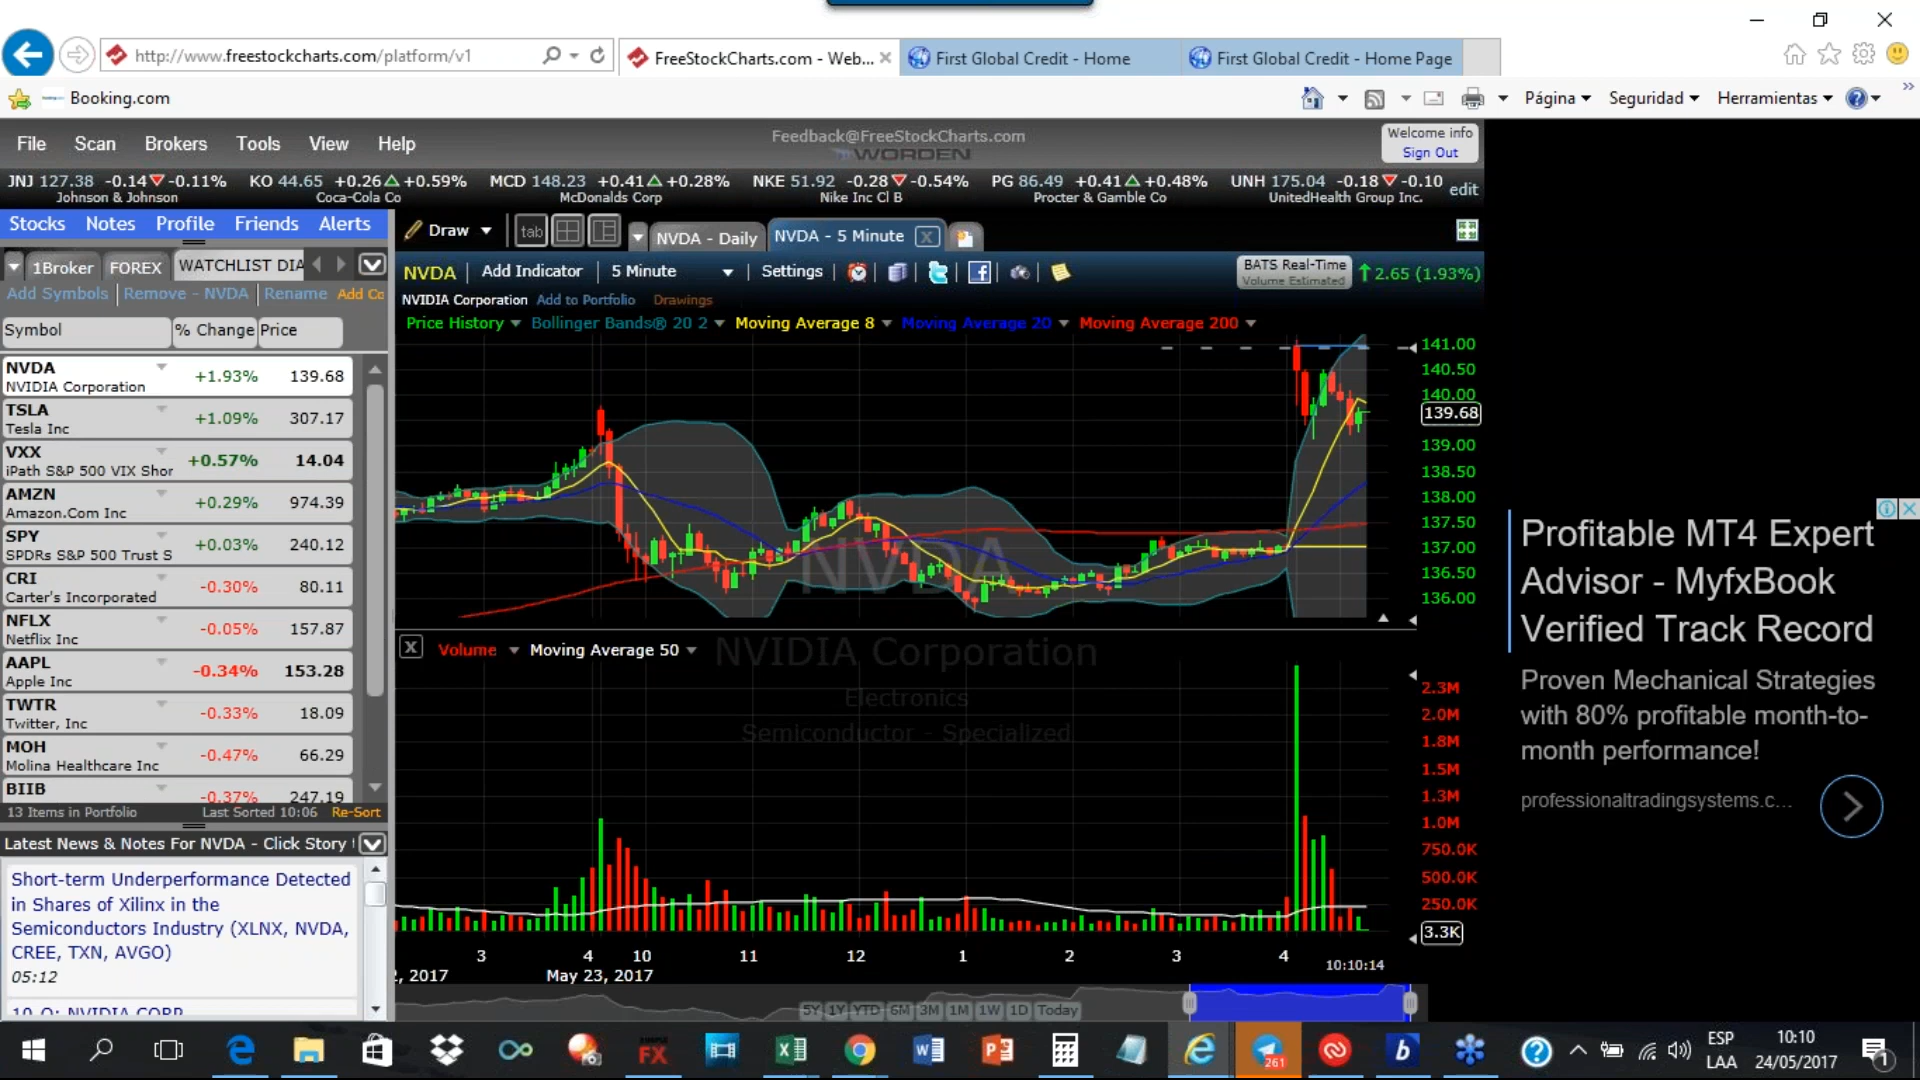 http://www.freestockcharts.com/platform/v1
FreeStockCharts.com - Web...
First Global Credit - Home
First Global Credit - Home Page
Booking.com
Página
Seguridad
Herramientas
File
Scan
Brokers
Tools
View
Help
Feedback@FreeStockCharts.com
WORDEN
Welcome info
Sign Out
JNJ 127.38 -0.14 -0.11%
Johnson & Johnson
KO 44.65 +0.26 +0.59%
Coca-Cola Co
MCD 148.23 +0.41 +0.28%
McDonalds Corp
NKE 51.92 -0.28 -0.54%
Nike Inc Cl B
PG 86.49 +0.41 +0.48%
Procter & Gamble Co
UNH 175.04 -0.18 -0.10
UnitedHealth Group Inc.
edit
Stocks
Notes
Profile
Friends
Alerts
Draw
tab
NVDA - Daily
NVDA - 5 Minute
1Broker
FOREX
WATCHLIST DIA
Add Symbols
Remove - NVDA
Rename
Add Co
NVDA
Add Indicator
5 Minute
Settings
BATS Real-Time
Volume Estimated
2.65 (1.93%)
NVIDIA Corporation
Add to Portfolio
Drawings
Price History
Bollinger Bands® 20 2
Moving Average 8
Moving Average 20
Moving Average 200
Symbol
% Change
Price
NVDA
NVIDIA Corporation
+1.93%
139.68
TSLA
Tesla Inc
+1.09%
307.17
VXX
iPath S&P 500 VIX Shor
+0.57%
14.04
AMZN
Amazon.Com Inc
+0.29%
974.39
SPY
SPDRs S&P 500 Trust S
+0.03%
240.12
CRI
Carter's Incorporated
-0.30%
80.11
NFLX
Netflix Inc
-0.05%
157.87
AAPL
Apple Inc
-0.34%
153.28
TWTR
Twitter, Inc
-0.33%
18.09
MOH
Molina Healthcare Inc
-0.47%
66.29
BIIB
-0.37%
247.19
13 Items in Portfolio
Last Sorted 10:06
Re-Sort
Latest News & Notes For NVDA - Click Story
Short-term Underperformance Detected
in Shares of Xilinx in the
Semiconductors Industry (XLNX, NVDA,
CREE, TXN, AVGO)
05:12
10-Q: NVIDIA CORP
141.00
140.50
140.00
139.68
139.00
138.50
138.00
137.50
137.00
136.50
136.00
NVDA
Volume
Moving Average 50
NVIDIA Corporation
Electronics
Semiconductor - Specialized
2.3M
2.0M
1.8M
1.5M
1.3M
1.0M
750.0K
500.0K
250.0K
3.3K
3
4
10
11
12
1
2
3
4
10:10:14
2, 2017
May 23, 2017
5Y
1Y
YTD
6M
3M
1M
1W
1D
Today
Profitable MT4 Expert
Advisor - MyfxBook
Verified Track Record
Proven Mechanical Strategies
with 80% profitable month-to-
month performance!
professionaltradingsystems.c...
FX
261
ESP
LAA
10:10
24/05/2017
1